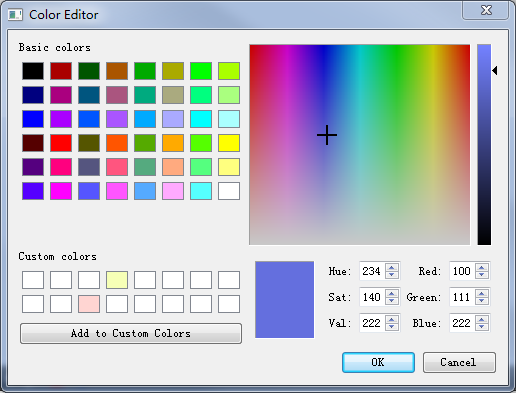 Color Editor
Basic colors
Custom colors
Add to Custom Colors
Hue: 234 Red: 100
Sat: 140 Green: 111
Val: 222 Blue: 222
OK Cancel